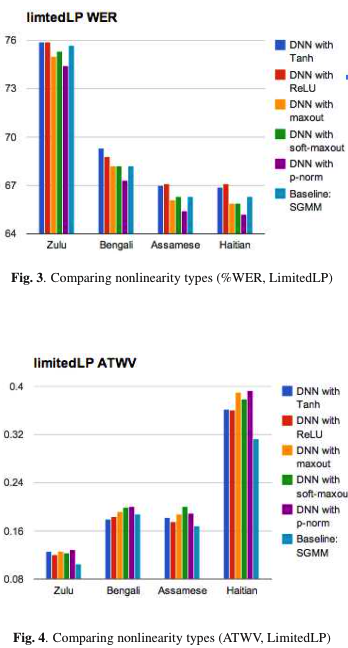 limtedLP WER
76
73
70
67
64
Zulu
Bengali
Assamese
Haitian
DNN with
Tanh
DNN with
ReLU
DNN with
maxout
DNN with
soft-maxout
DNN with
p-norm
Baseline:
SGMM
Fig. 3. Comparing nonlinearity types (%WER, LimitedLP)
limitedLP ATWV
0.4
0.32
0.24
0.16
0.08
Zulu
Bengali
Assamese
Haitian
DNN with
Tanh
DNN with
ReLU
DNN with
maxout
DNN with
soft-maxou
DNN with
p-norm
Baseline:
SGMM
Fig. 4. Comparing nonlinearity types (ATWV, LimitedLP)